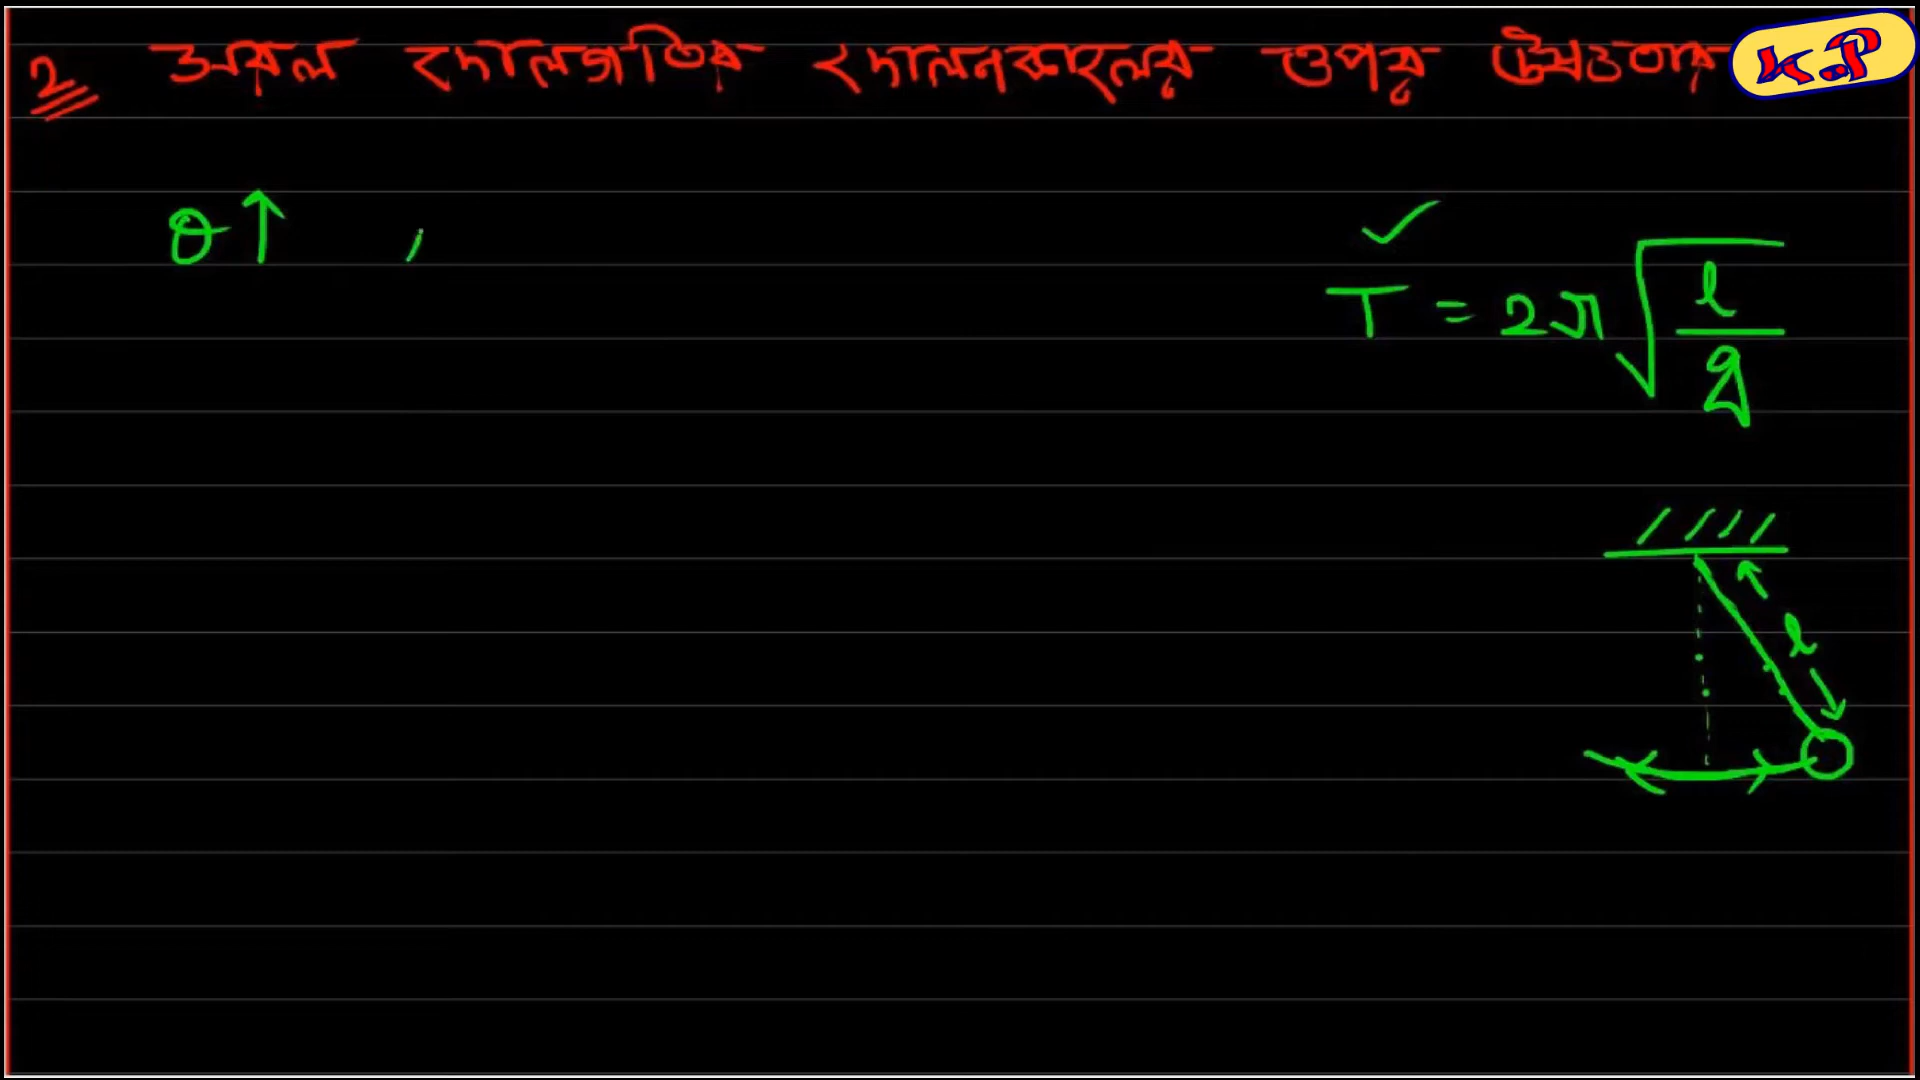 ২ সরল দোলগতির দোলনকালের ওপর উষ্ণতার
K.P
θ↑ ,
✓
T = 2π√(l/g)
l